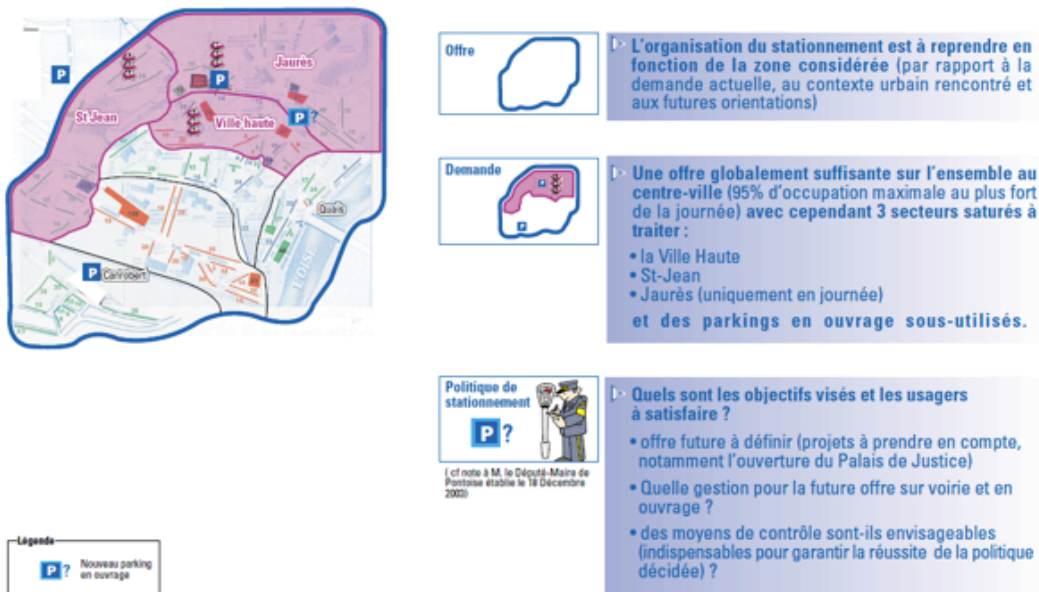 P
Jaurès
P
St Jean
Ville haute
P ?
Quais
L'OISE
P Canrobert
Légende
P ? Nouveau parking
en ouvrage
Offre
▷ L'organisation du stationnement est à reprendre en
fonction de la zone considérée (par rapport à la
demande actuelle, au contexte urbain rencontré et
aux futures orientations)
Demande
P
P
▷ Une offre globalement suffisante sur l'ensemble au
centre-ville (95% d'occupation maximale au plus fort
de la journée) avec cependant 3 secteurs saturés à
traiter :
• la Ville Haute
• St-Jean
• Jaurès (uniquement en journée)
et des parkings en ouvrage sous-utilisés.
Politique de
stationnement
P ?
( cf note à M. le Député-Maire de
Pontoise établie le 18 Décembre
2003)
▷ Quels sont les objectifs visés et les usagers
à satisfaire ?
• offre future à définir (projets à prendre en compte,
notamment l'ouverture du Palais de Justice)
• Quelle gestion pour la future offre sur voirie et en
ouvrage ?
• des moyens de contrôle sont-ils envisageables
(indispensables pour garantir la réussite de la politique
décidée) ?